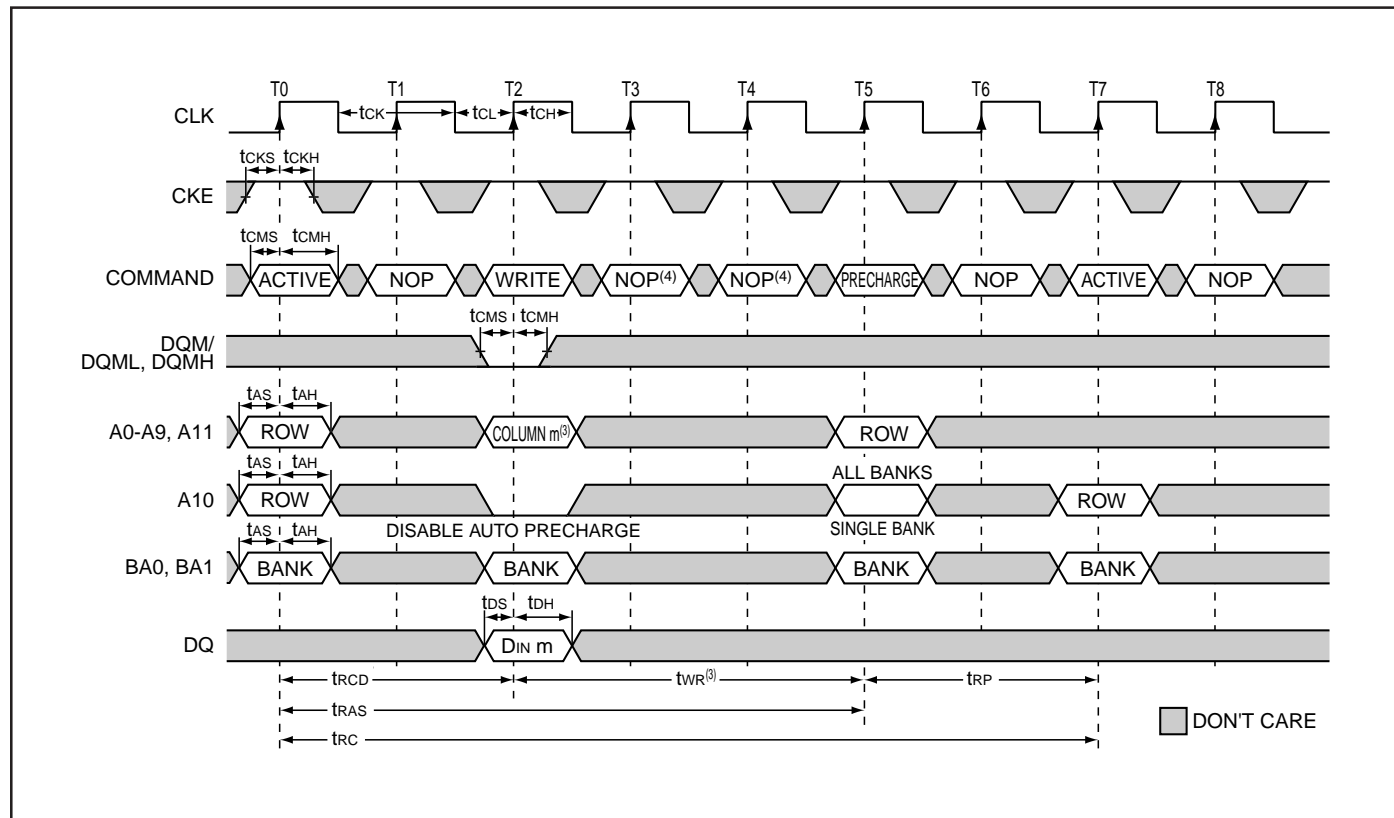 T0 T1 T2 T3 T4 T5 T6 T7 T8
CLK tCK tCL tCH
tCKS tCKH
CKE
tCMS tCMH
COMMAND ACTIVE NOP WRITE NOP(4) NOP(4) PRECHARGE NOP ACTIVE NOP
tCMS tCMH
DQM/
DQML, DQMH
tAS tAH
A0-A9, A11 ROW COLUMN m(3) ROW
tAS tAH ALL BANKS
A10 ROW ROW
DISABLE AUTO PRECHARGE SINGLE BANK
tAS tAH
BA0, BA1 BANK BANK BANK BANK
tDS tDH
DQ DIN m
tRCD tWR(3) tRP
tRAS
tRC
DON'T CARE